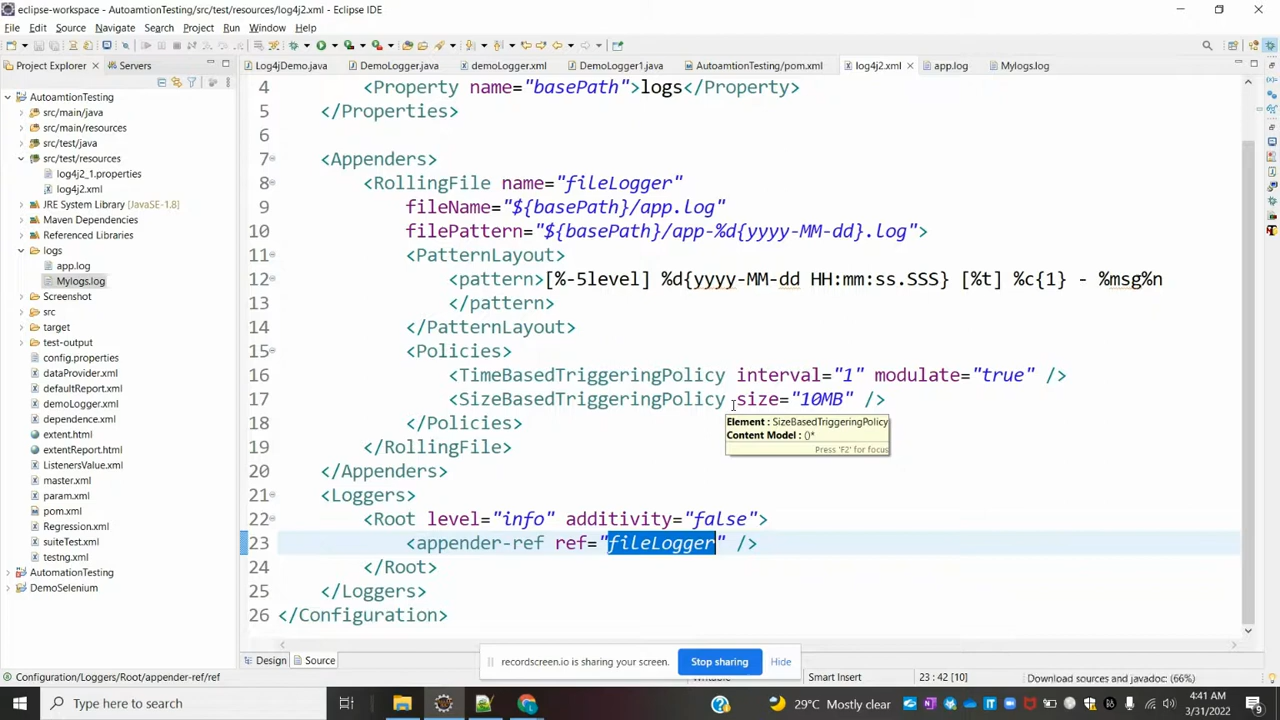 eclipse-workspace - AutoamtionTesting/src/test/resources/log4j2.xml - Eclipse IDE
File Edit Source Navigate Search Project Run Window Help
Project Explorer Servers
Log4jDemo.java DemoLogger.java demoLogger.xml DemoLogger1.java AutoamtionTesting/pom.xml log4j2.xml app.log Mylogs.log
AutoamtionTesting
src/main/java
src/main/resources
src/test/java
src/test/resources
log4j2_1.properties
log4j2.xml
JRE System Library [JavaSE-1.8]
Maven Dependencies
Referenced Libraries
logs
app.log
Mylogs.log
Screenshot
src
target
test-output
config.properties
dataProvider.xml
defaultReport.xml
demoLogger.xml
dependence.xml
extent.html
extentReport.html
ListenersValue.xml
master.xml
param.xml
pom.xml
Regression.xml
suiteTest.xml
testng.xml
AutomationTesting
DemoSelenium
4 <Property name="basePath">logs</Property>
5 </Properties>
6
7 <Appenders>
8 <RollingFile name="fileLogger"
9 fileName="${basePath}/app.log"
10 filePattern="${basePath}/app-%d{yyyy-MM-dd}.log">
11 <PatternLayout>
12 <pattern>[%-5level] %d{yyyy-MM-dd HH:mm:ss.SSS} [%t] %c{1} - %msg%n
13 </pattern>
14 </PatternLayout>
15 <Policies>
16 <TimeBasedTriggeringPolicy interval="1" modulate="true" />
17 <SizeBasedTriggeringPolicy size="10MB" />
18 </Policies>
19 </RollingFile>
20 </Appenders>
21 <Loggers>
22 <Root level="info" additivity="false">
23 <appender-ref ref="fileLogger" />
24 </Root>
25 </Loggers>
26 </Configuration>
Element : SizeBasedTriggeringPolicy
Content Model : ()*
Press 'F2' for focus
Design Source
recordscreen.io is sharing your screen. Stop sharing Hide
Configuration/Loggers/Root/appender-ref/ref Writable Smart Insert 23 : 42 [10] Download sources and javadoc: (66%)
Type here to search
29°C Mostly clear
4:41 AM
3/31/2022